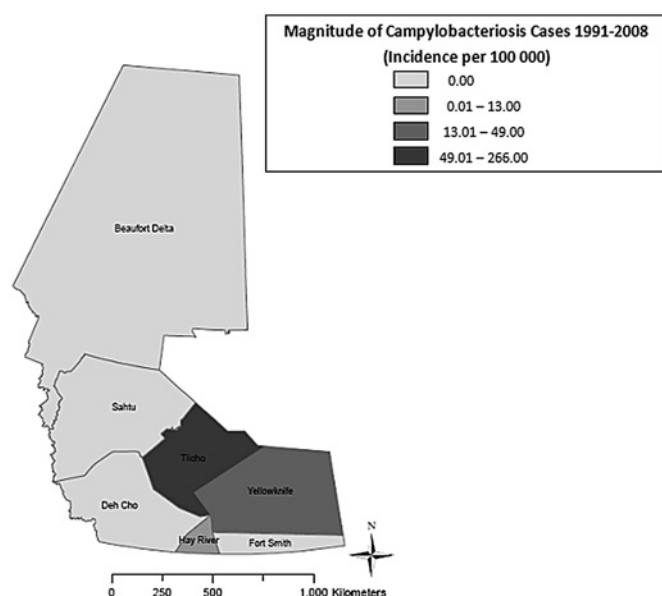 Magnitude of Campylobacteriosis Cases 1991-2008
(Incidence per 100 000)
0.00
0.01 – 13.00
13.01 – 49.00
49.01 – 266.00
Beaufort Delta
Sahtu
Tlicho
Yellowknife
Deh Cho
Hay River
Fort Smith
N
0 250 500 1,000 Kilometers